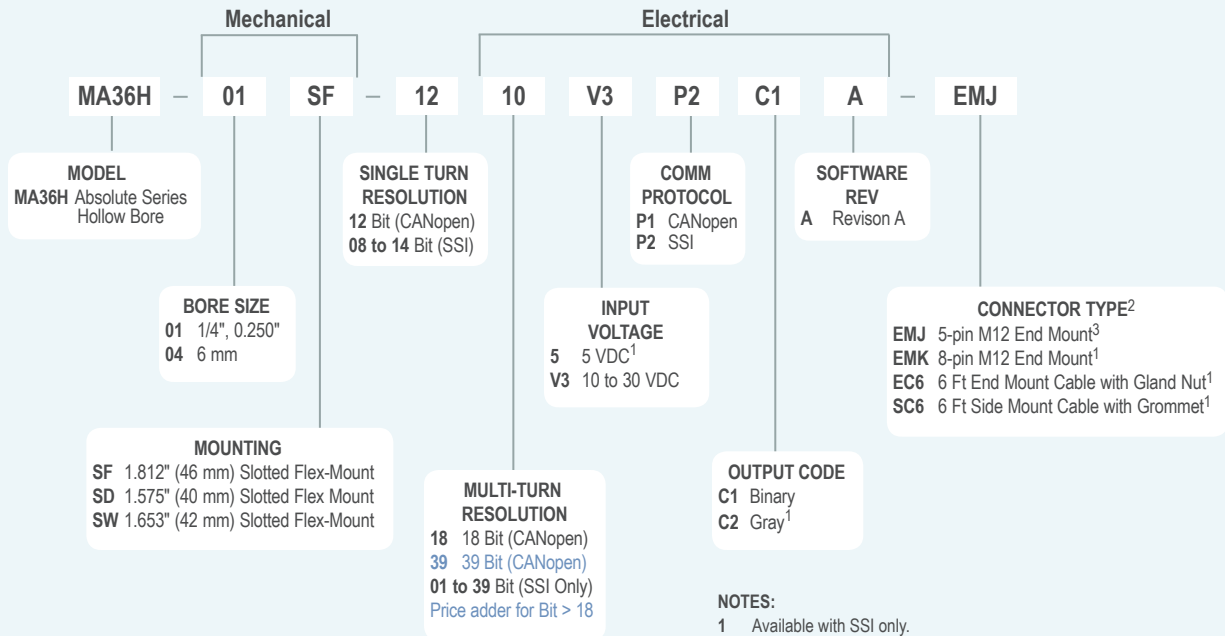 Mechanical
Electrical
MA36H – 01 SF – 12 10 V3 P2 C1 A – EMJ
MODEL
MA36H Absolute Series
Hollow Bore
SINGLE TURN
RESOLUTION
12 Bit (CANopen)
08 to 14 Bit (SSI)
COMM
PROTOCOL
P1 CANopen
P2 SSI
SOFTWARE
REV
A Revison A
BORE SIZE
01 1/4", 0.250"
04 6 mm
INPUT
VOLTAGE
5 5 VDC1
V3 10 to 30 VDC
CONNECTOR TYPE2
EMJ 5-pin M12 End Mount3
EMK 8-pin M12 End Mount1
EC6 6 Ft End Mount Cable with Gland Nut1
SC6 6 Ft Side Mount Cable with Grommet1
MOUNTING
SF 1.812" (46 mm) Slotted Flex-Mount
SD 1.575" (40 mm) Slotted Flex Mount
SW 1.653" (42 mm) Slotted Flex-Mount
MULTI-TURN
RESOLUTION
18 18 Bit (CANopen)
39 39 Bit (CANopen)
01 to 39 Bit (SSI Only)
Price adder for Bit > 18
OUTPUT CODE
C1 Binary
C2 Gray1
NOTES:
1 Available with SSI only.